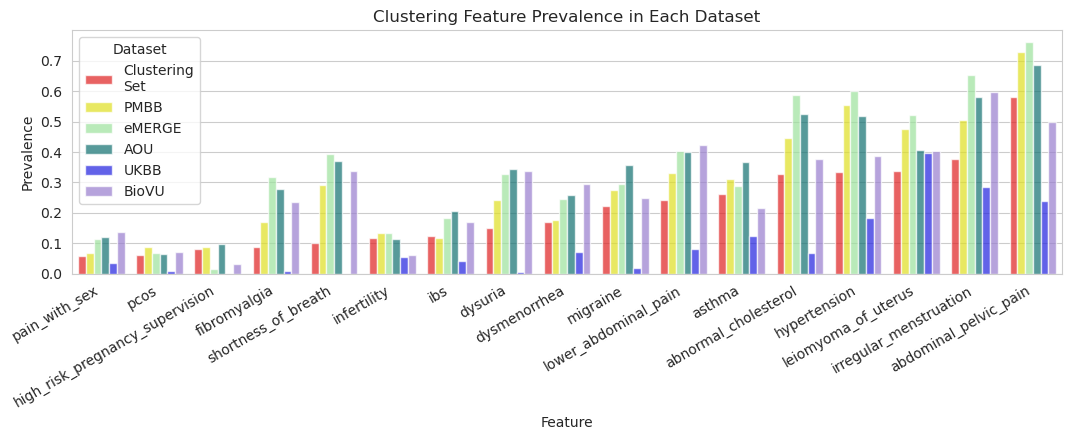 Clustering Feature Prevalence in Each Dataset
Dataset
Clustering
Set
PMBB
eMERGE
AOU
UKBB
BioVU
Prevalence
0.7
0.6
0.5
0.4
0.3
0.2
0.1
0.0
pain_with_sex
pcos
high_risk_pregnancy_supervision
fibromyalgia
shortness_of_breath
infertility
ibs
dysuria
dysmenorrhea
migraine
lower_abdominal_pain
asthma
abnormal_cholesterol
hypertension
leiomyoma_of_uterus
irregular_menstruation
abdominal_pelvic_pain
Feature